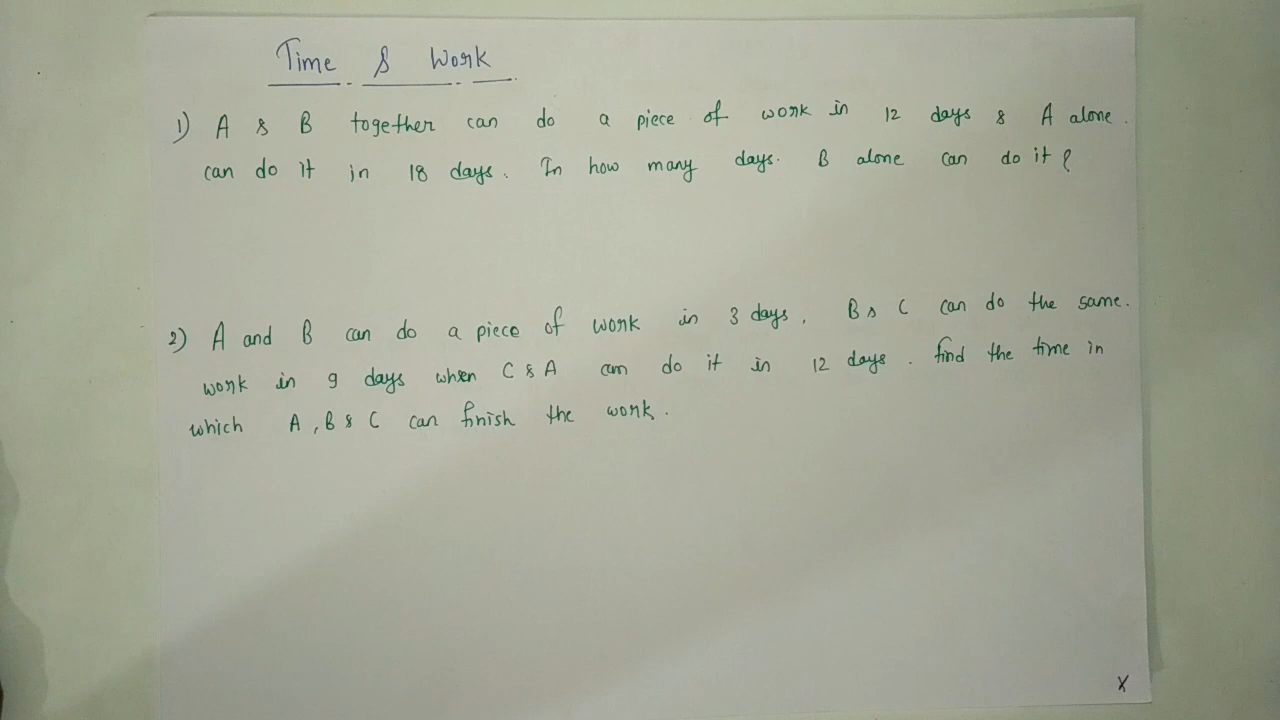 Time & Work
1) A & B together can do a piece of work in 12 days & A alone.
can do it in 18 days. In how many days. B alone can do it ?
2) A and B can do a piece of work in 3 days, B & C can do the same.
work in 9 days when C & A can do it in 12 days. find the time in
which A, B & C can finish the work.
X